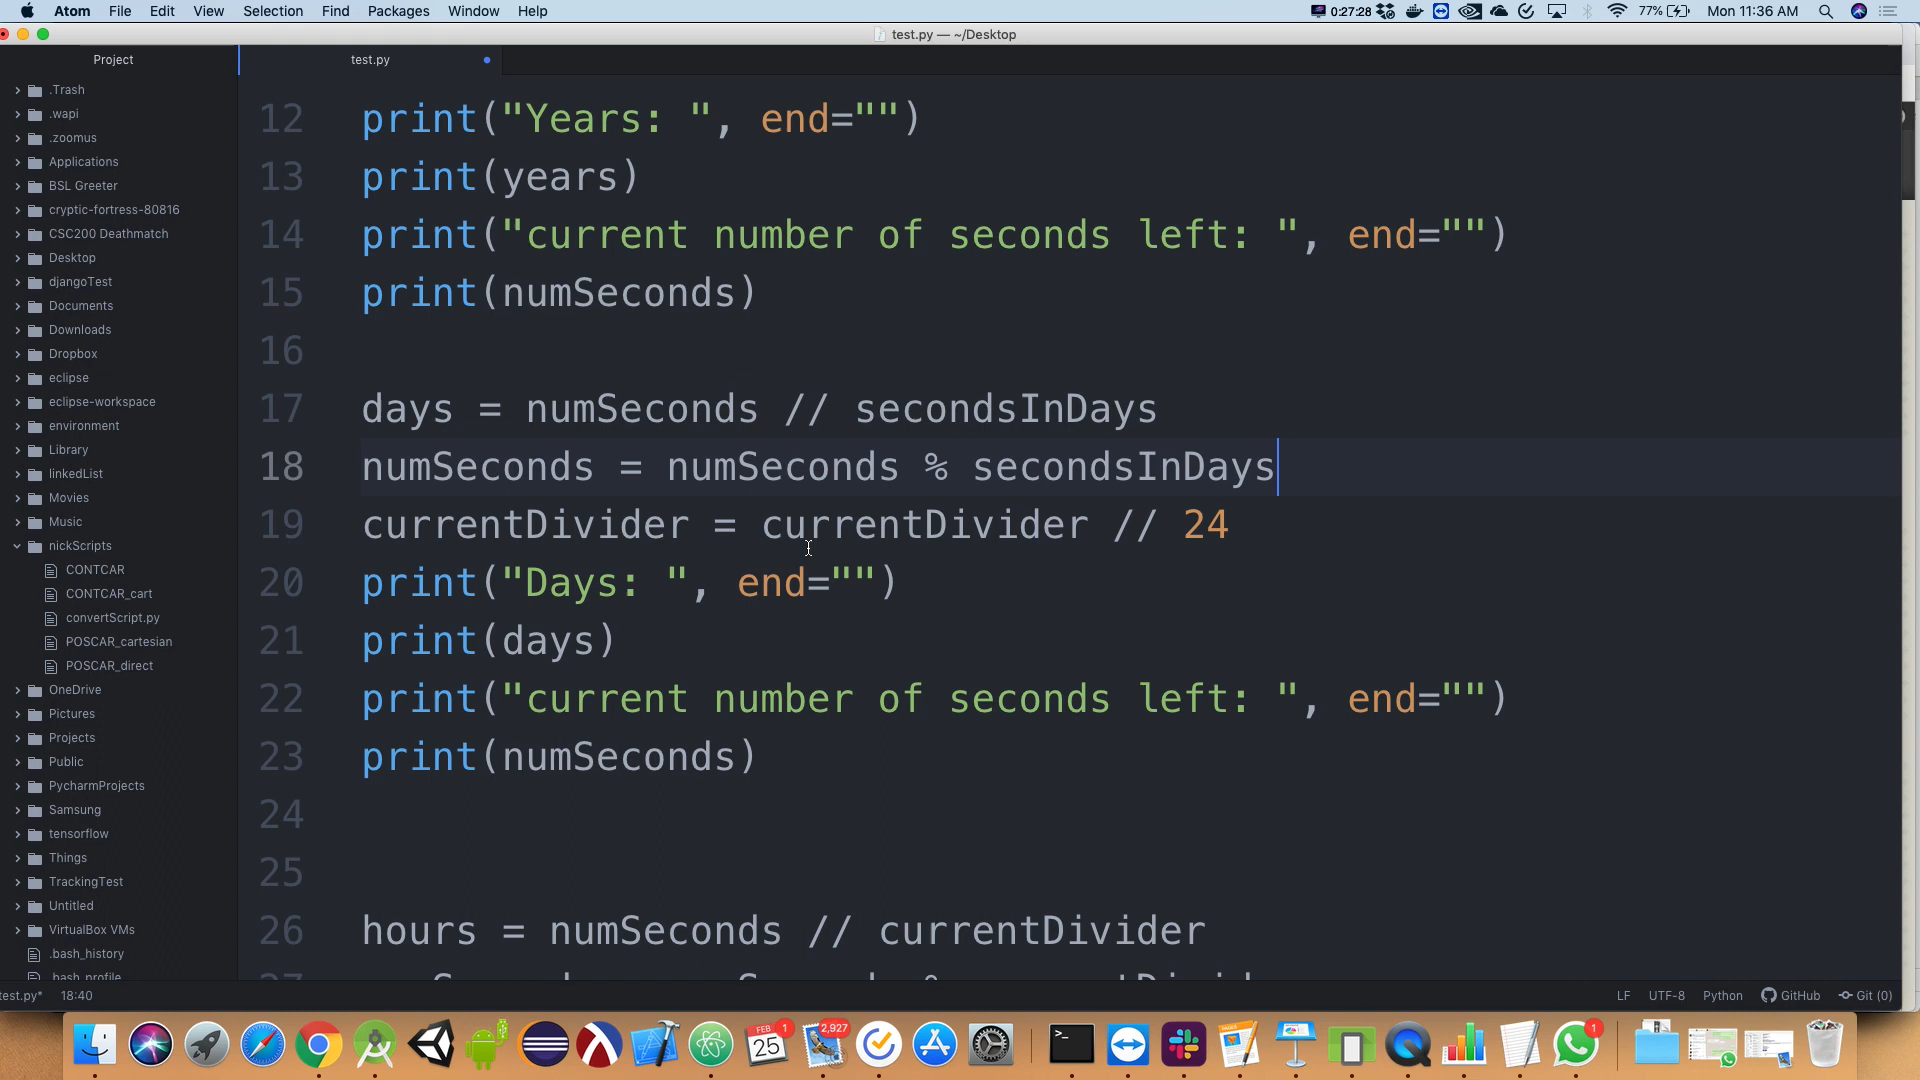 Atom File Edit View Selection Find Packages Window Help 0:27:28 77% Mon 11:36 AM
test.py — ~/Desktop
Project
test.py
.Trash
.wapi
.zoomus
Applications
BSL Greeter
cryptic-fortress-80816
CSC200 Deathmatch
Desktop
djangoTest
Documents
Downloads
Dropbox
eclipse
eclipse-workspace
environment
Library
linkedList
Movies
Music
nickScripts
CONTCAR
CONTCAR_cart
convertScript.py
POSCAR_cartesian
POSCAR_direct
OneDrive
Pictures
Projects
Public
PycharmProjects
Samsung
tensorflow
Things
TrackingTest
Untitled
VirtualBox VMs
.bash_history
.bash_profile
12 print("Years: ", end="")
13 print(years)
14 print("current number of seconds left: ", end="")
15 print(numSeconds)
16
17 days = numSeconds // secondsInDays
18 numSeconds = numSeconds % secondsInDays
19 currentDivider = currentDivider // 24
20 print("Days: ", end="")
21 print(days)
22 print("current number of seconds left: ", end="")
23 print(numSeconds)
24
25
26 hours = numSeconds // currentDivider
test.py* 18:40 LF UTF-8 Python GitHub Git (0)
FEB 25 1 2,927 1